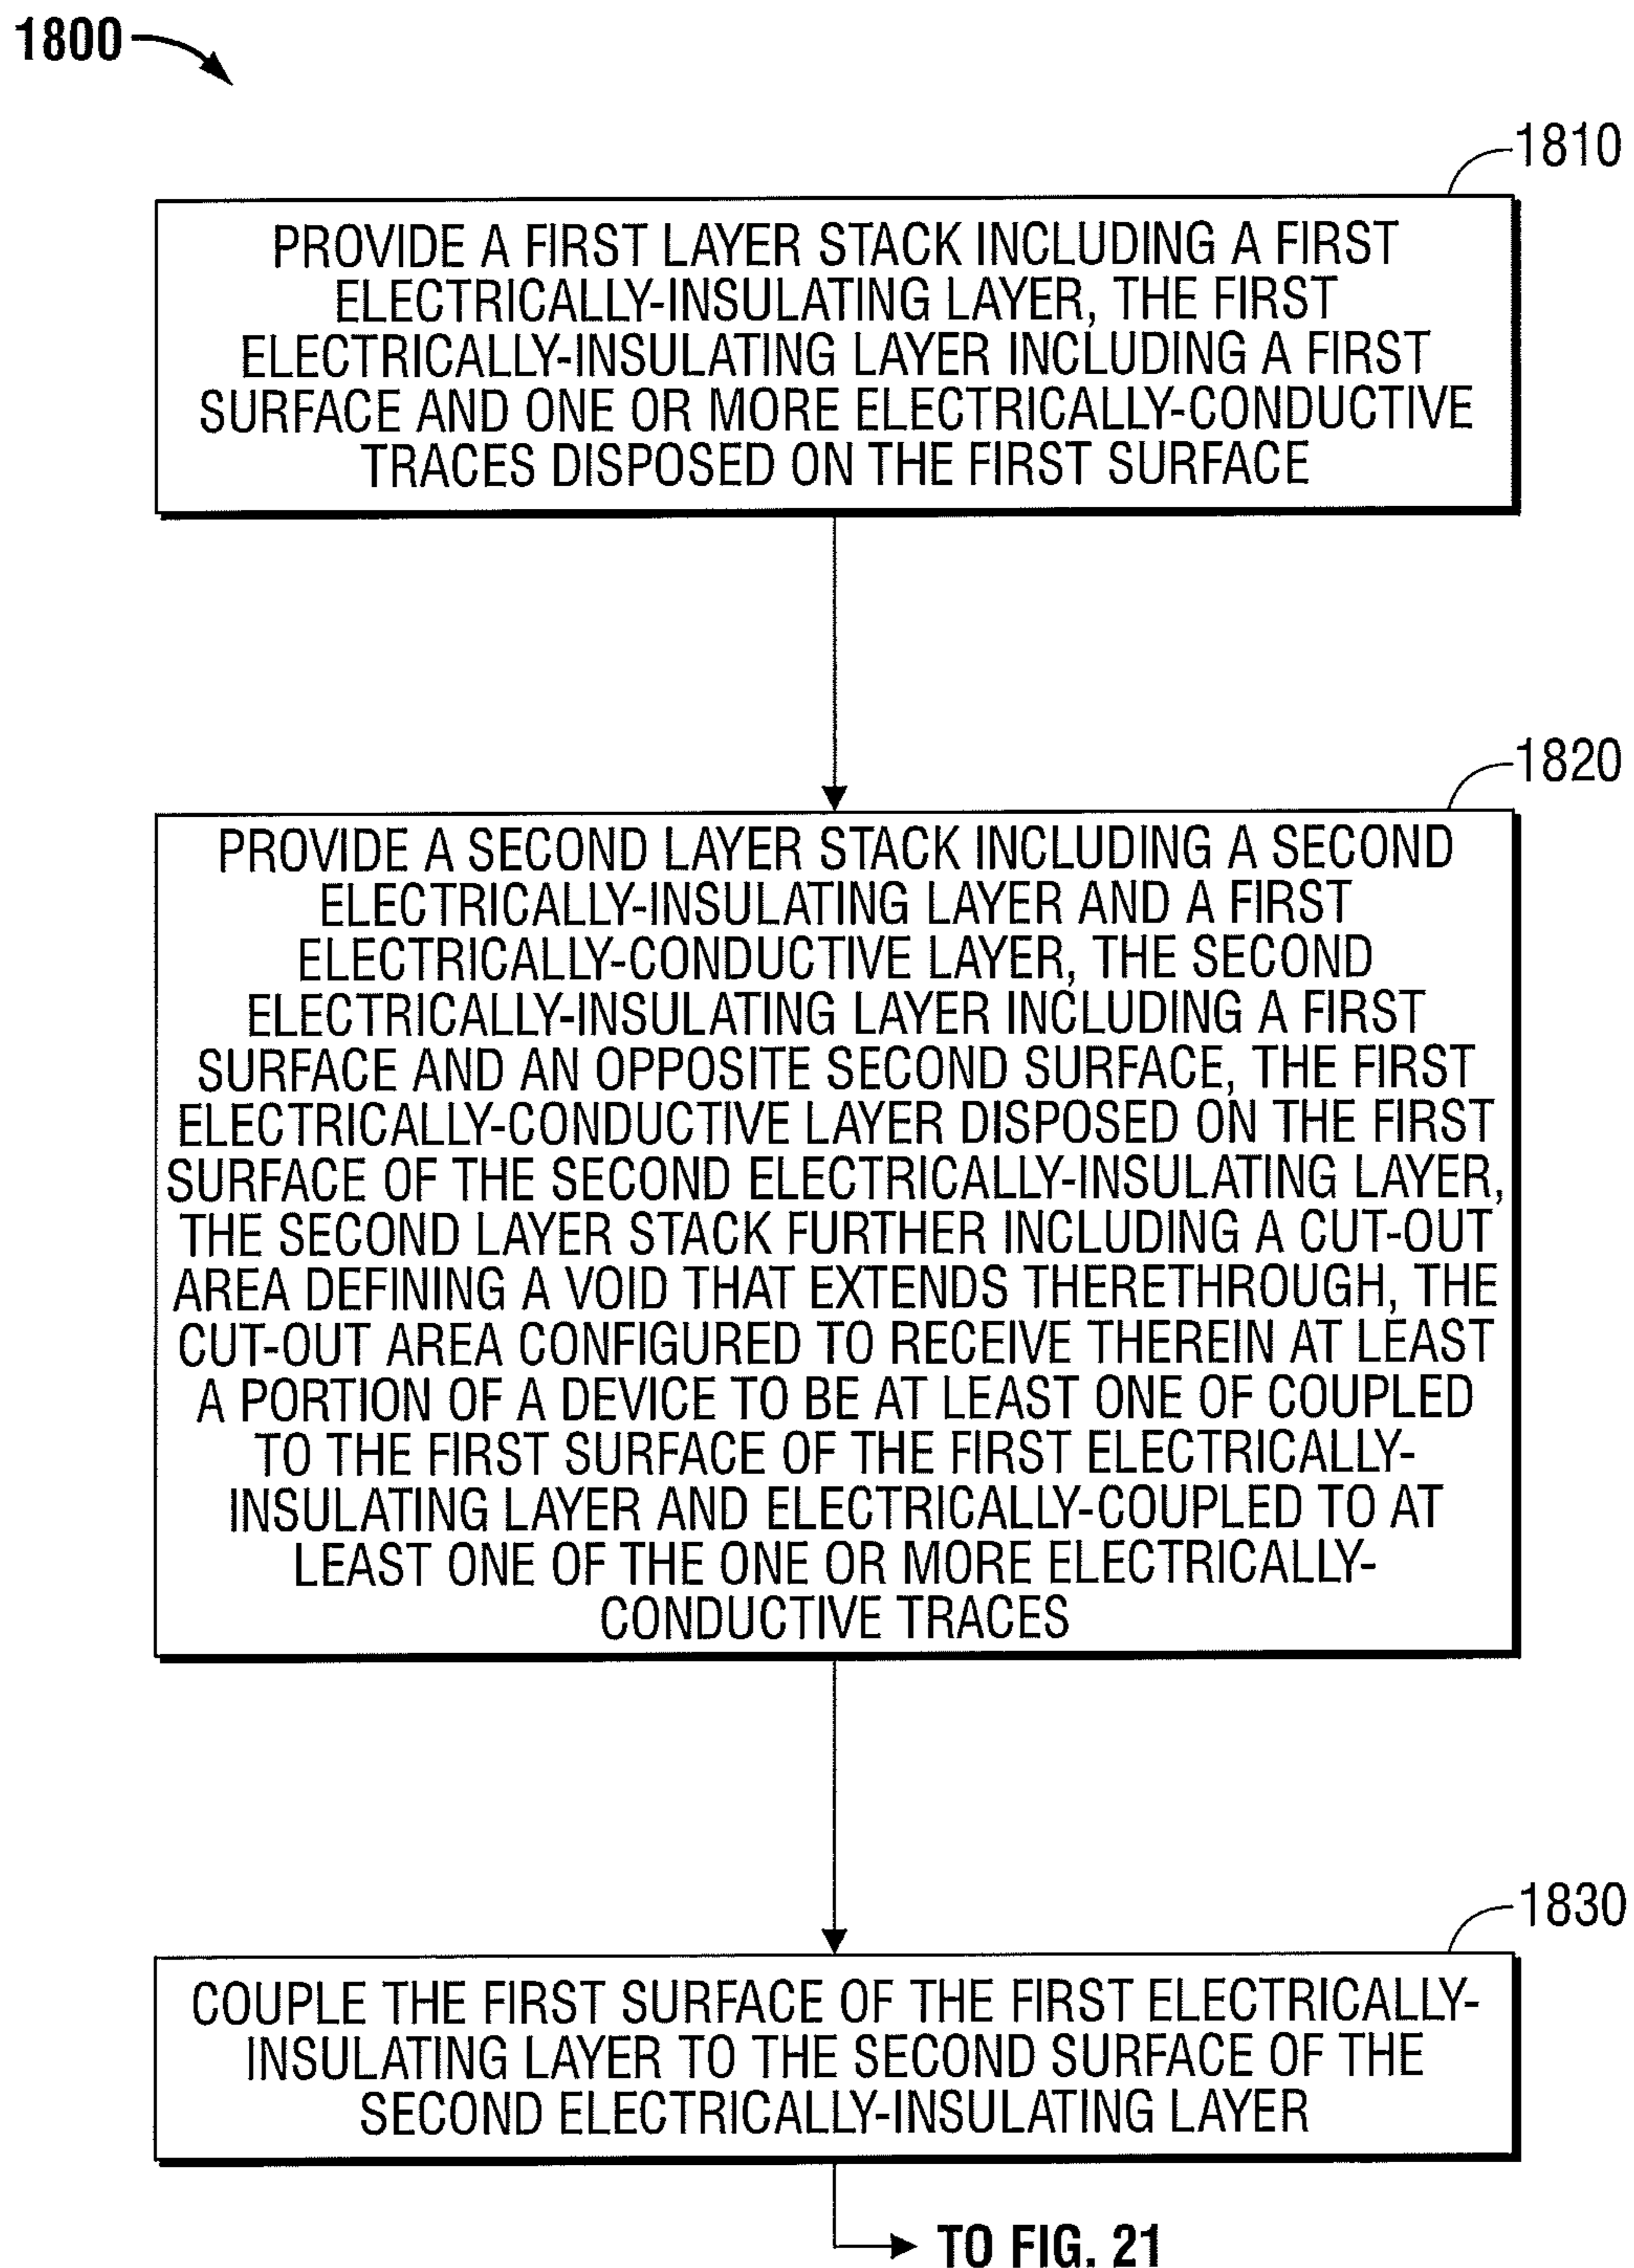 1800
1810
PROVIDE A FIRST LAYER STACK INCLUDING A FIRST
ELECTRICALLY-INSULATING LAYER, THE FIRST
ELECTRICALLY-INSULATING LAYER INCLUDING A FIRST
SURFACE AND ONE OR MORE ELECTRICALLY-CONDUCTIVE
TRACES DISPOSED ON THE FIRST SURFACE
1820
PROVIDE A SECOND LAYER STACK INCLUDING A SECOND
ELECTRICALLY-INSULATING LAYER AND A FIRST
ELECTRICALLY-CONDUCTIVE LAYER, THE SECOND
ELECTRICALLY-INSULATING LAYER INCLUDING A FIRST
SURFACE AND AN OPPOSITE SECOND SURFACE, THE FIRST
ELECTRICALLY-CONDUCTIVE LAYER DISPOSED ON THE FIRST
SURFACE OF THE SECOND ELECTRICALLY-INSULATING LAYER,
THE SECOND LAYER STACK FURTHER INCLUDING A CUT-OUT
AREA DEFINING A VOID THAT EXTENDS THERETHROUGH, THE
CUT-OUT AREA CONFIGURED TO RECEIVE THEREIN AT LEAST
A PORTION OF A DEVICE TO BE AT LEAST ONE OF COUPLED
TO THE FIRST SURFACE OF THE FIRST ELECTRICALLY-
INSULATING LAYER AND ELECTRICALLY-COUPLED TO AT
LEAST ONE OF THE ONE OR MORE ELECTRICALLY-
CONDUCTIVE TRACES
1830
COUPLE THE FIRST SURFACE OF THE FIRST ELECTRICALLY-
INSULATING LAYER TO THE SECOND SURFACE OF THE
SECOND ELECTRICALLY-INSULATING LAYER
TO FIG. 21